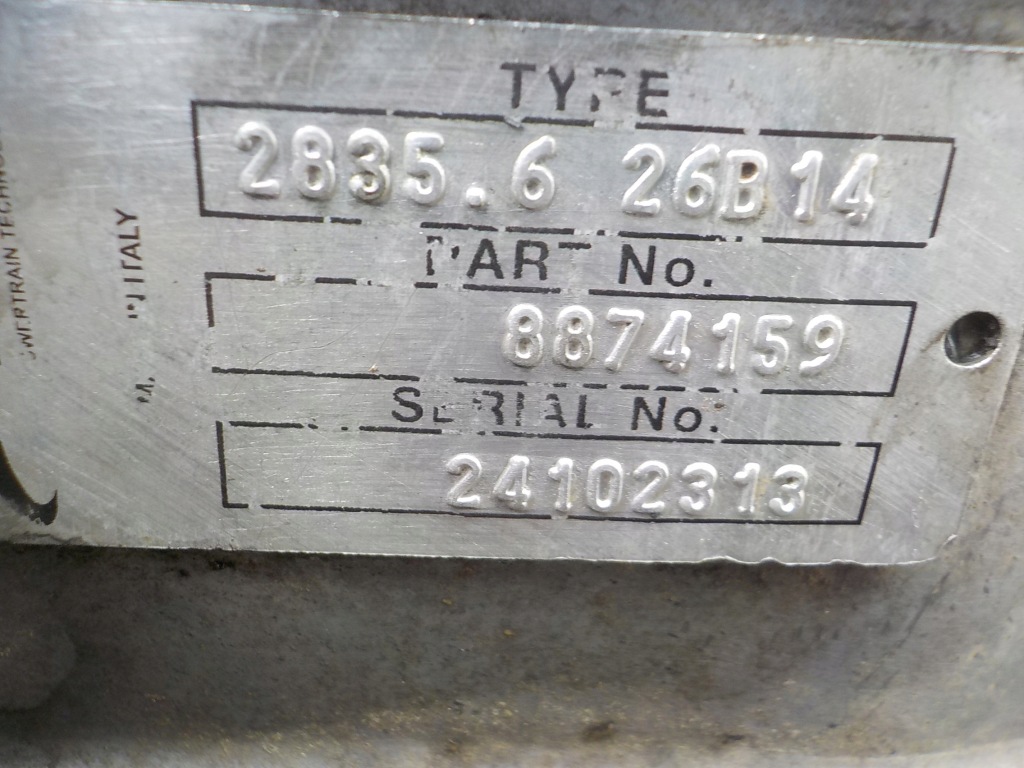 TYPE
2835.6 26B14
PART No.
8874159
SERIAL No.
24102313
ITALY